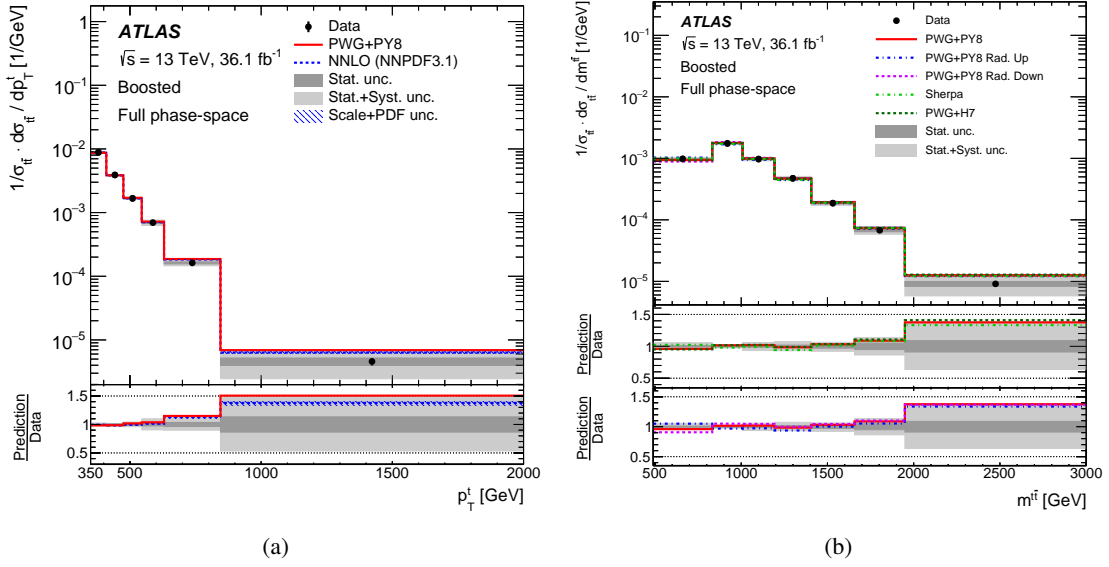 ATLAS
√s = 13 TeV, 36.1 fb⁻¹
Boosted
Full phase-space
Data
PWG+PY8
NNLO (NNPDF3.1)
Stat. unc.
Stat.+Syst. unc.
Scale+PDF unc.
1/σ_tt̄ · dσ_tt̄ / dp_T^t [1/GeV]
1
10⁻¹
10⁻²
10⁻³
10⁻⁴
10⁻⁵
Prediction
Data
1.5
1
0.5
350 500 1000 1500 2000
p_T^t [GeV]
(a)
ATLAS
√s = 13 TeV, 36.1 fb⁻¹
Boosted
Full phase-space
Data
PWG+PY8
PWG+PY8 Rad. Up
PWG+PY8 Rad. Down
Sherpa
PWG+H7
Stat. unc.
Stat.+Syst. unc.
1/σ_tt̄ · dσ_tt̄ / dm^tt̄ [1/GeV]
1
10⁻¹
10⁻²
10⁻³
10⁻⁴
10⁻⁵
Prediction
Data
1.5
1
0.5
Prediction
Data
1.5
1
0.5
500 1000 1500 2000 2500 3000
m^tt̄ [GeV]
(b)